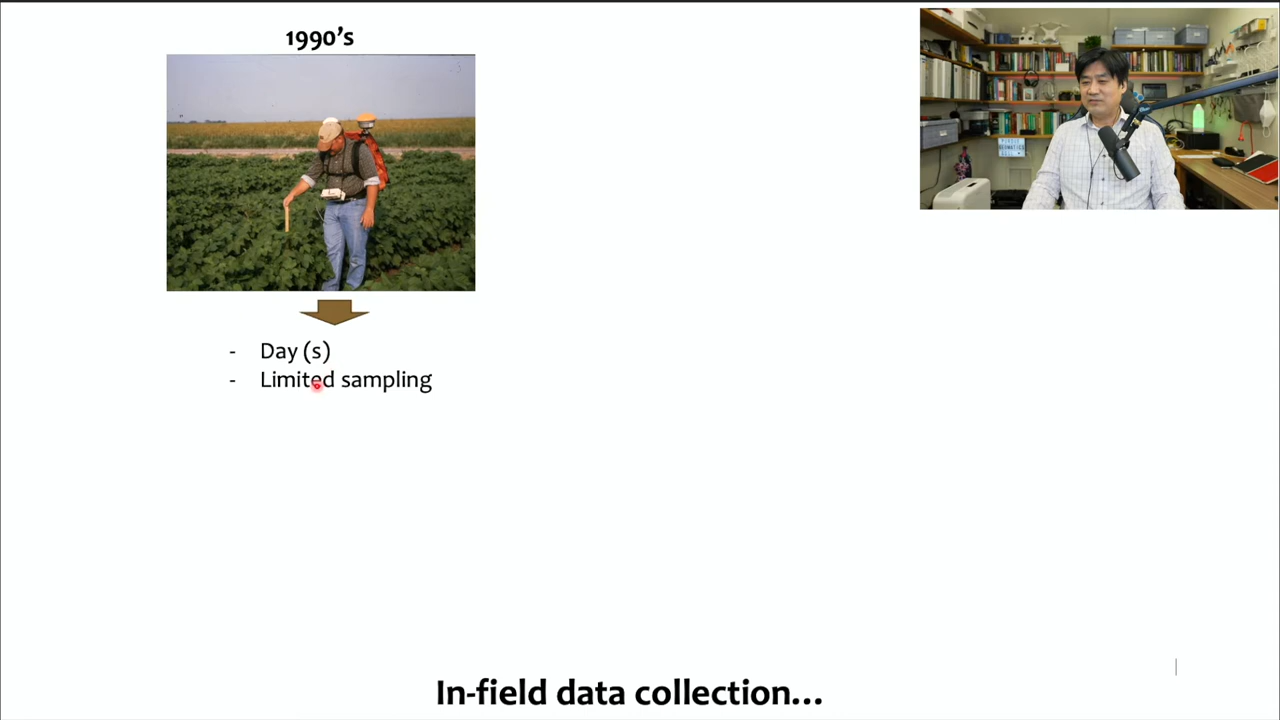 1990’s
- Day (s)
- Limited sampling
In-field data collection...